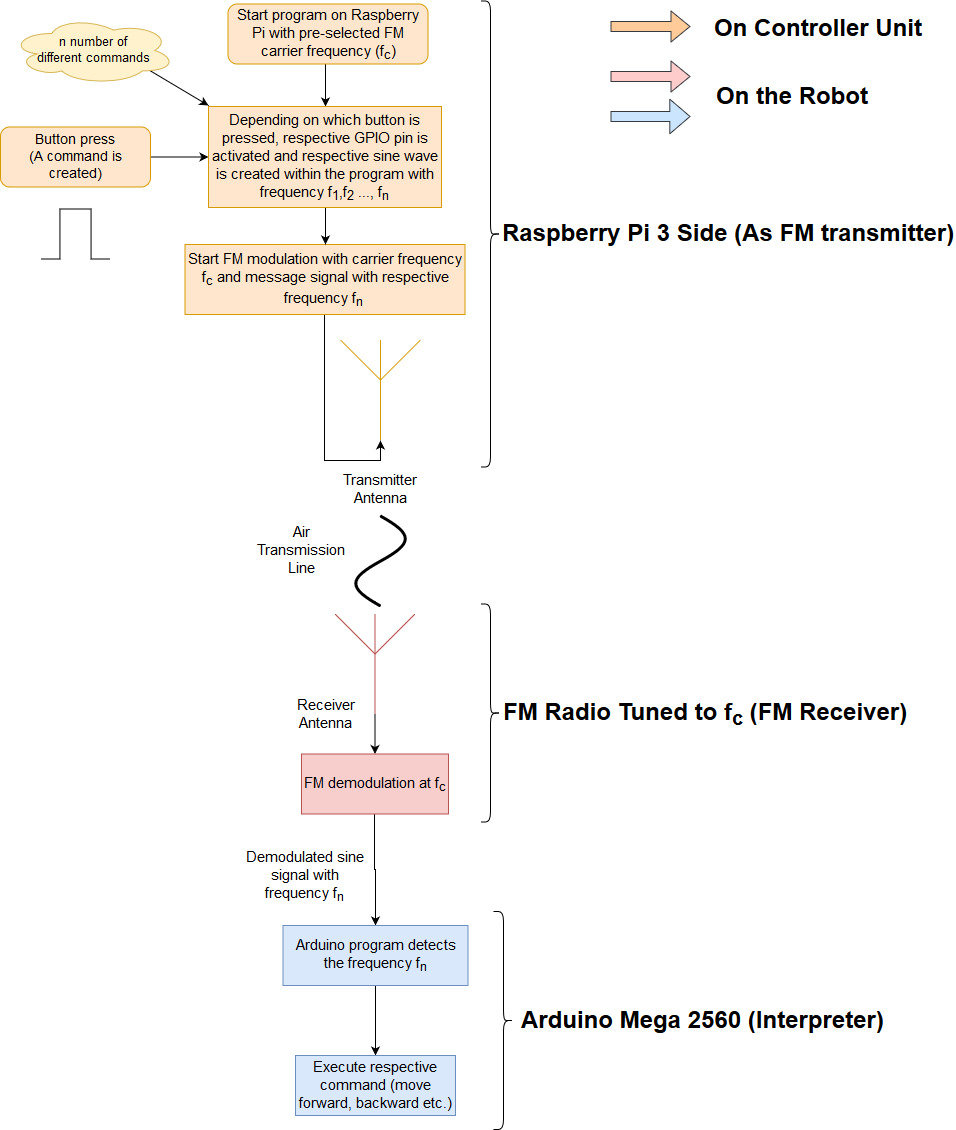 Start program on Raspberry
Pi with pre-selected FM
carrier frequency (fc)
n number of
different commands
On Controller Unit
On the Robot
Depending on which button is
pressed, respective GPIO pin is
activated and respective sine wave
is created within the program with
frequency f1,f2 ..., fn
Button press
(A command is
created)
Raspberry Pi 3 Side (As FM transmitter)
Start FM modulation with carrier frequency
fc and message signal with respective
frequency fn
Transmitter
Antenna
Air
Transmission
Line
Receiver
Antenna
FM Radio Tuned to fc (FM Receiver)
FM demodulation at fc
Demodulated sine
signal with
frequency fn
Arduino program detects
the frequency fn
Arduino Mega 2560 (Interpreter)
Execute respective
command (move
forward, backward etc.)